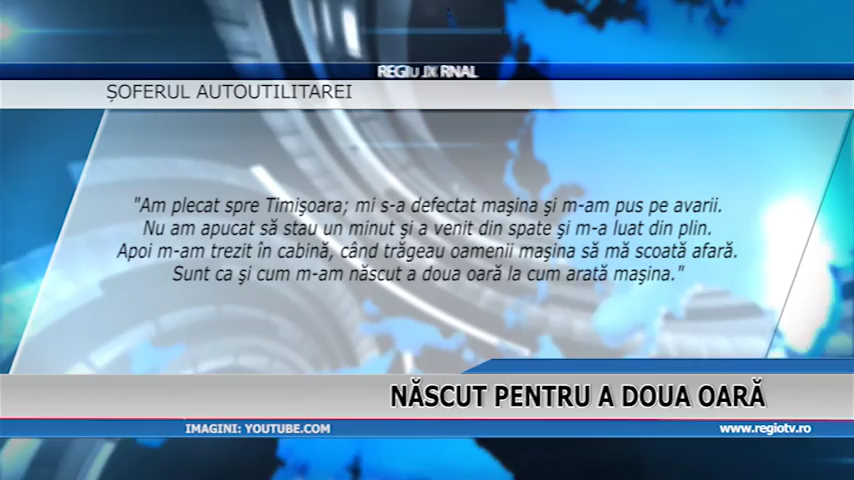 ȘOFERUL AUTOUTILITAREI
"Am plecat spre Timişoara; mi s-a defectat maşina şi m-am pus pe avarii.
Nu am apucat să stau un minut şi a venit din spate şi m-a luat din plin.
Apoi m-am trezit în cabină, când trăgeau oamenii maşina să mă scoată afară.
Sunt ca şi cum m-am născut a doua oară la cum arată maşina."
NĂSCUT PENTRU A DOUA OARĂ
IMAGINI: YOUTUBE.COM
www.regiotv.ro